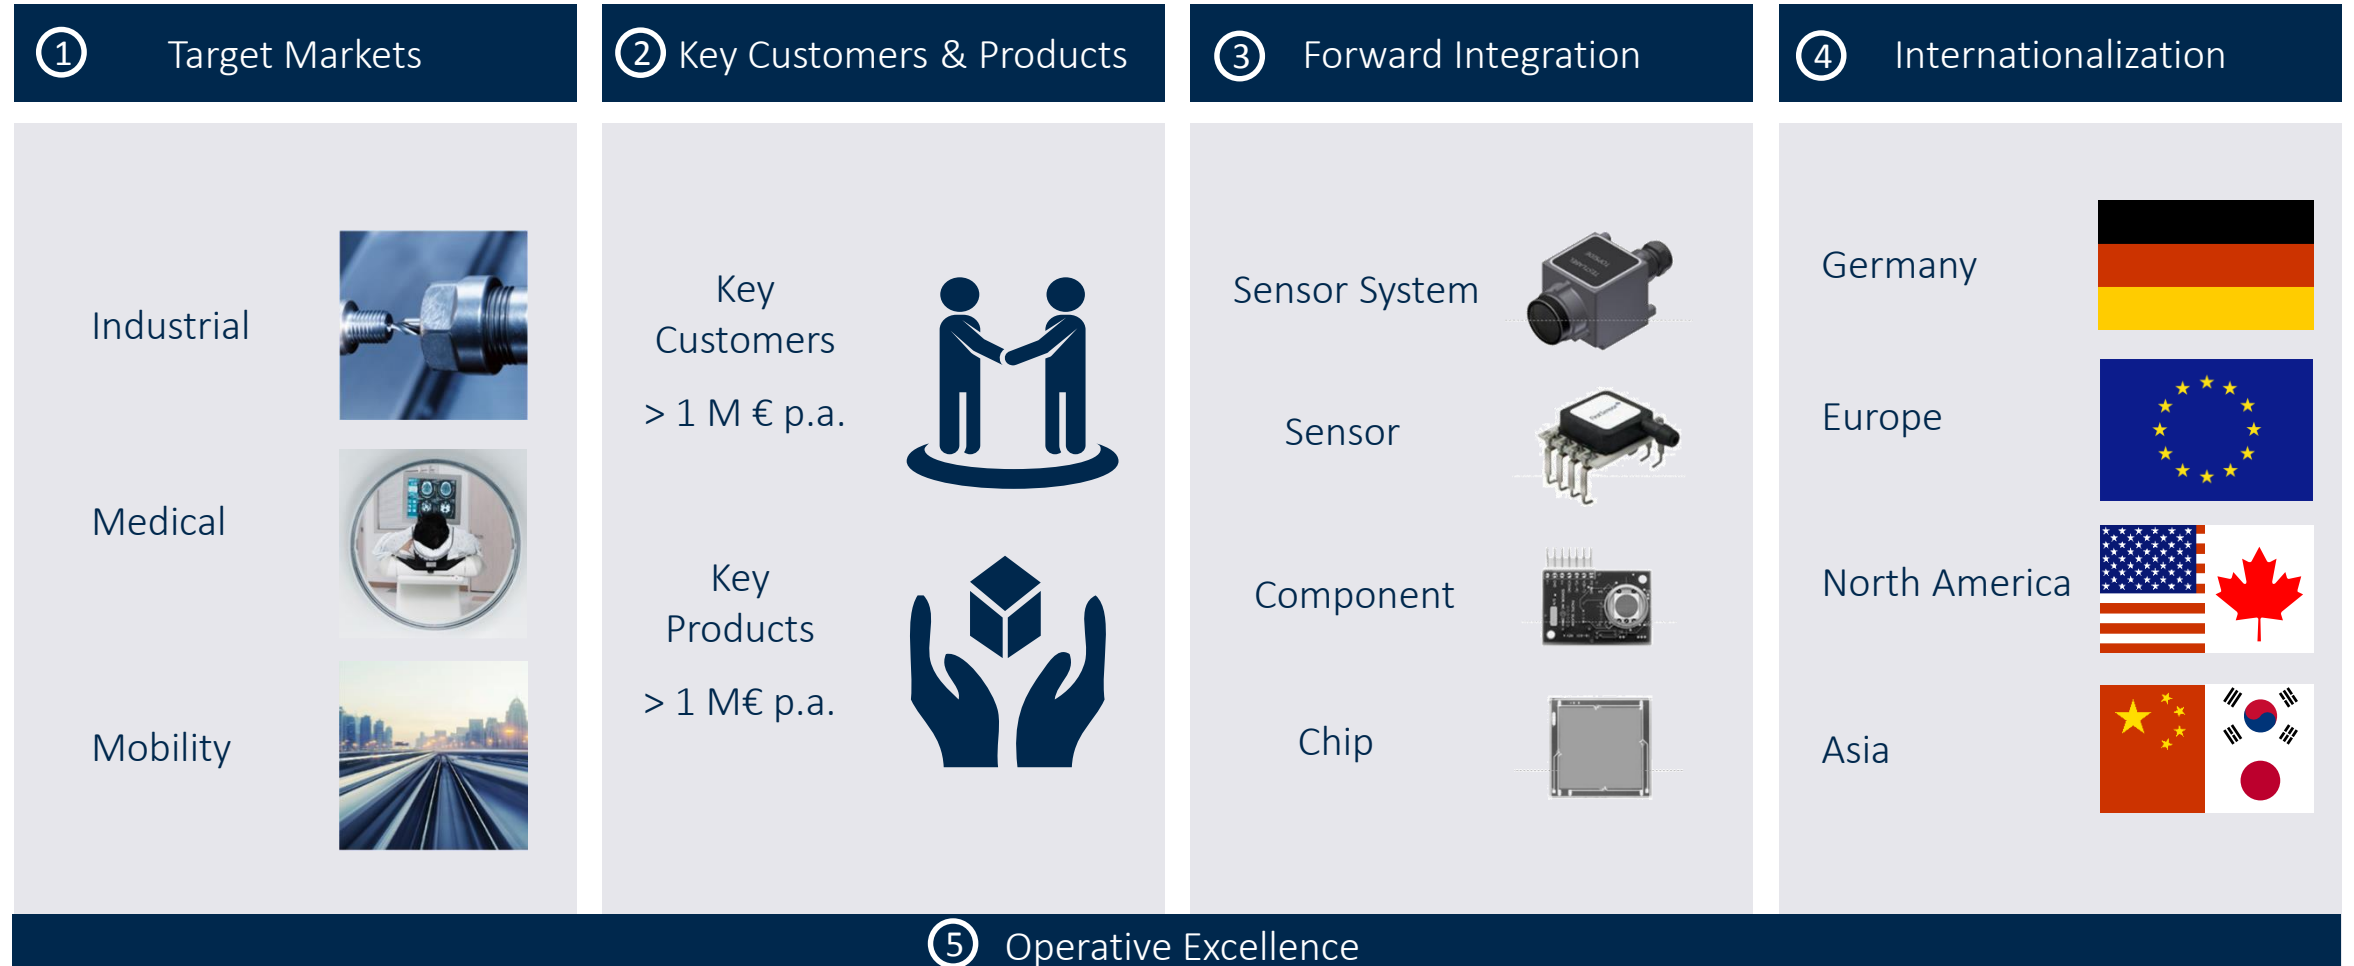 1 Target Markets
2 Key Customers & Products
3 Forward Integration
4 Internationalization
Industrial
Medical
Mobility
Key
Customers
> 1 M € p.a.
Key
Products
> 1 M€ p.a.
Sensor System
Sensor
Component
Chip
Germany
Europe
North America
Asia
5 Operative Excellence